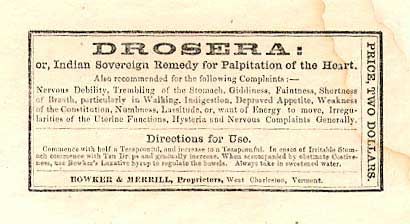 DROSERA:
or, Indian Sovereign Remedy for Palpitation of the Heart.
Also recommended for the following Complaints:—
Nervous Debility, Trembling of the Stomach, Giddiness, Faintness, Shortness
of Breath, particularly in Walking, Indigestion, Depraved Appetite, Weakness
of the Constitution, Numbness, Lassitude, or, want of Energy to move, Irregu-
larities of the Uterine Functions, Hysteria and Nervous Complaints Generally.
Directions for Use.
Commence with half a Teaspoonful, and increase to a Teaspoonful. In cases of Irritable Stom-
ach commence with Ten Drops and gradually increase. When accompanied by obstinate Costive-
ness, use Bowker's Laxative Syrup to regulate the bowels. Always take in sweetened water.
BOWKER & MERRILL, Proprietors, West Charleston, Vermont.
PRICE, TWO DOLLARS.